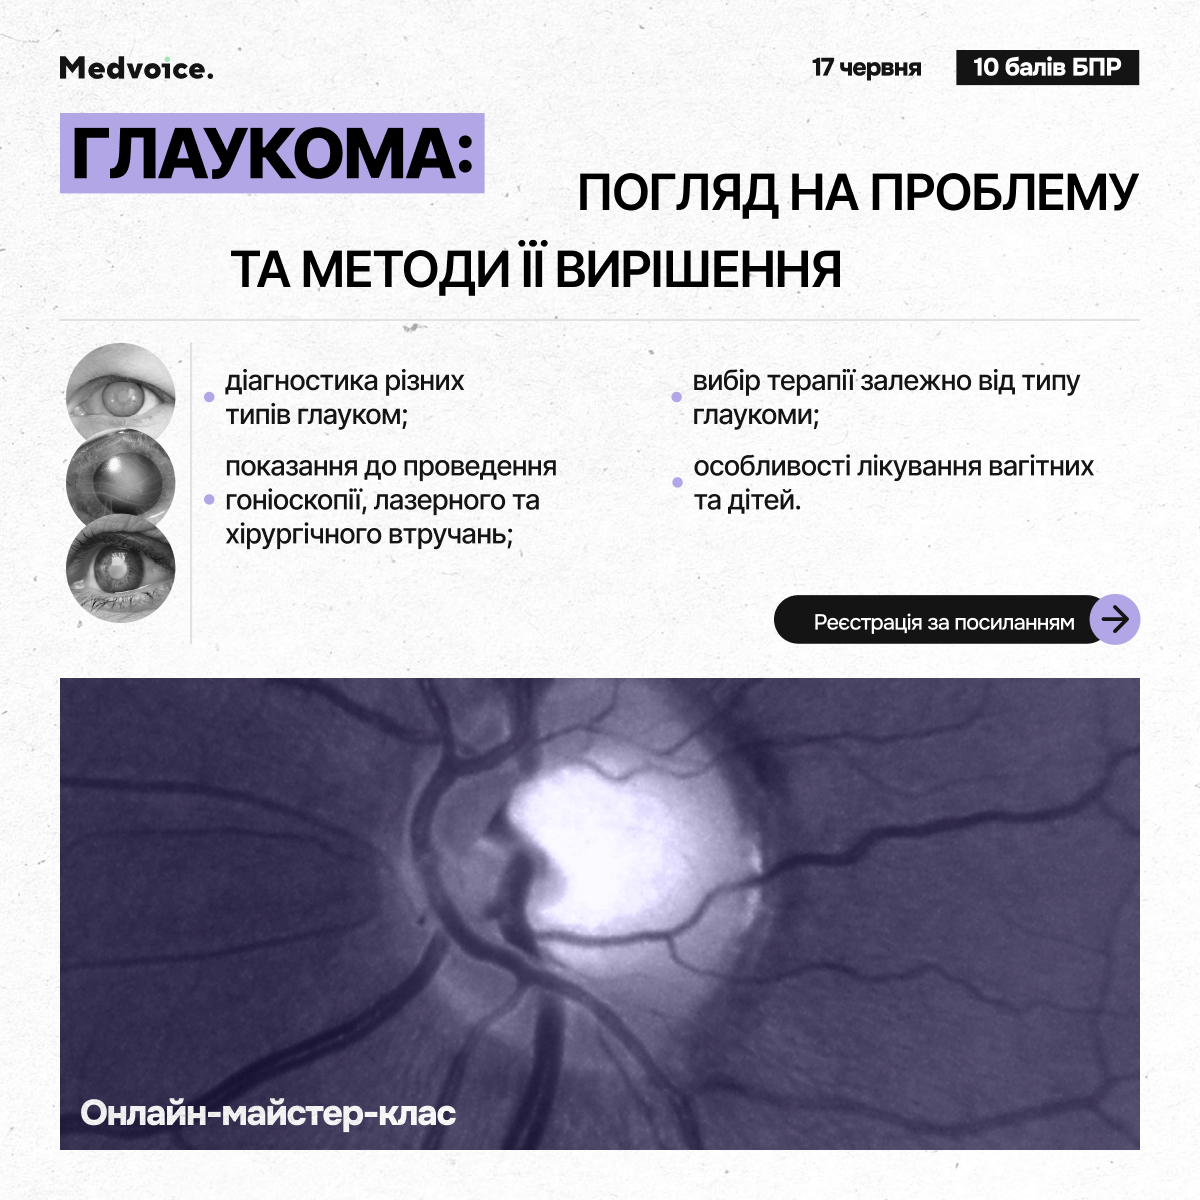 Medvoice.
17 червня
10 балів БПР
ГЛАУКОМА:
ПОГЛЯД НА ПРОБЛЕМУ
ТА МЕТОДИ ЇЇ ВИРІШЕННЯ
діагностика різних
типів глауком;
показання до проведення
гоніоскопії, лазерного та
хірургічного втручань;
вибір терапії залежно від типу
глаукоми;
особливості лікування вагітних
та дітей.
Реєстрація за посиланням
Онлайн-майстер-клас